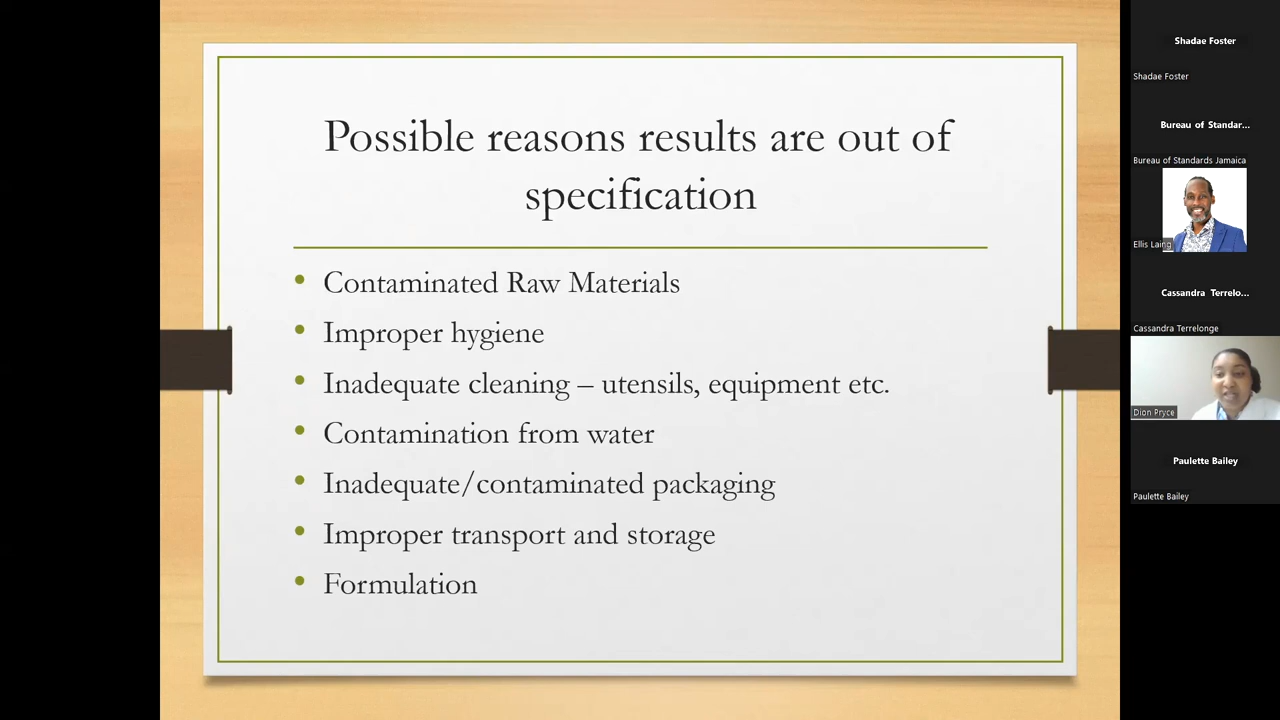 Possible reasons results are out of
specification
• Contaminated Raw Materials
• Improper hygiene
• Inadequate cleaning – utensils, equipment etc.
• Contamination from water
• Inadequate/contaminated packaging
• Improper transport and storage
• Formulation
Shadae Foster
Shadae Foster
Bureau of Standar...
Bureau of Standards Jamaica
Ellis Laing
Cassandra Terrelo...
Cassandra Terrelonge
Dion Pryce
Paulette Bailey
Paulette Bailey